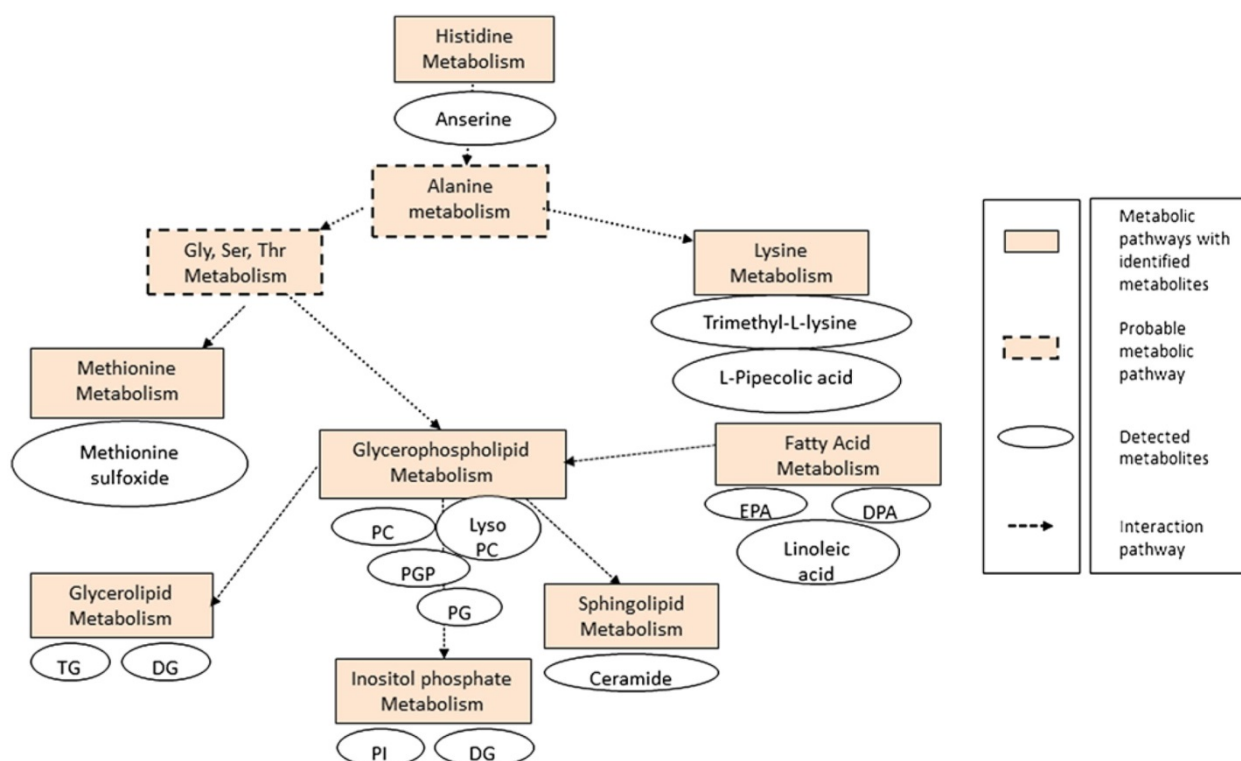 Histidine
Metabolism
Anserine
Alanine
metabolism
Gly, Ser, Thr
Metabolism
Lysine
Metabolism
Trimethyl-L-lysine
L-Pipecolic acid
Methionine
Metabolism
Methionine
sulfoxide
Glycerophospholipid
Metabolism
Fatty Acid
Metabolism
EPA
DPA
Linoleic
acid
PC
Lyso
PC
PGP
PG
Glycerolipid
Metabolism
TG
DG
Sphingolipid
Metabolism
Ceramide
Inositol phosphate
Metabolism
PI
DG
Metabolic
pathways with
identified
metabolites
Probable
metabolic
pathway
Detected
metabolites
Interaction
pathway